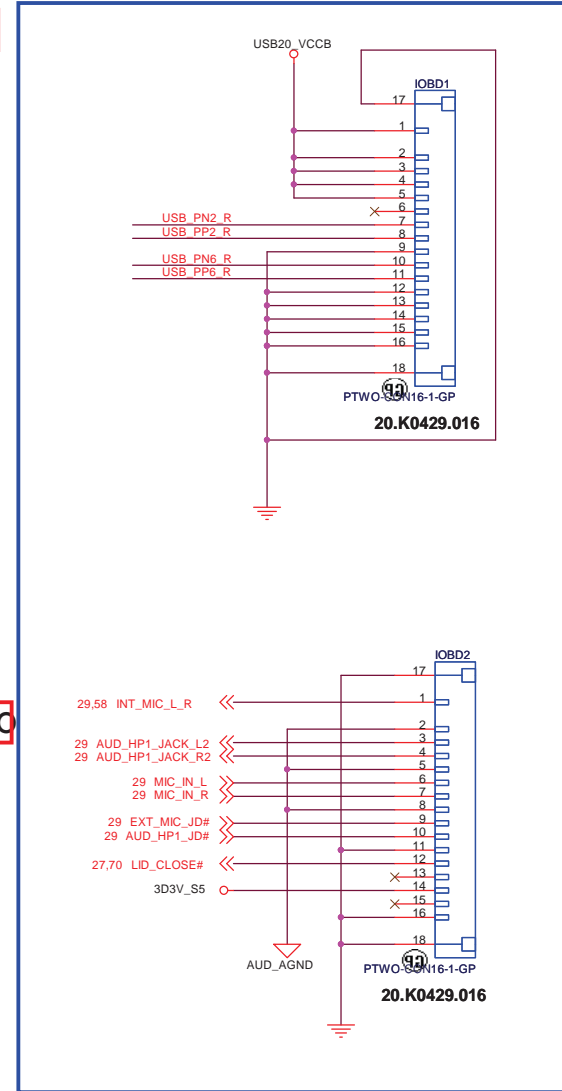 USB20_VCCB
IOBD1
17
1
2
3
4
5
6
USB_PN2_R 7
USB_PP2_R 8
9
USB_PN6_R 10
USB_PP6_R 11
12
13
14
15
16
18
PTWO-CON16-1-GP
20.K0429.016
IOBD2
17
29,58 INT_MIC_L_R 1
2
29 AUD_HP1_JACK_L2 3
29 AUD_HP1_JACK_R2 4
5
29 MIC_IN_L 6
29 MIC_IN_R 7
8
29 EXT_MIC_JD# 9
29 AUD_HP1_JD# 10
11
27,70 LID_CLOSE# 12
13
3D3V_S5 14
15
16
18
AUD_AGND
PTWO-CON16-1-GP
20.K0429.016